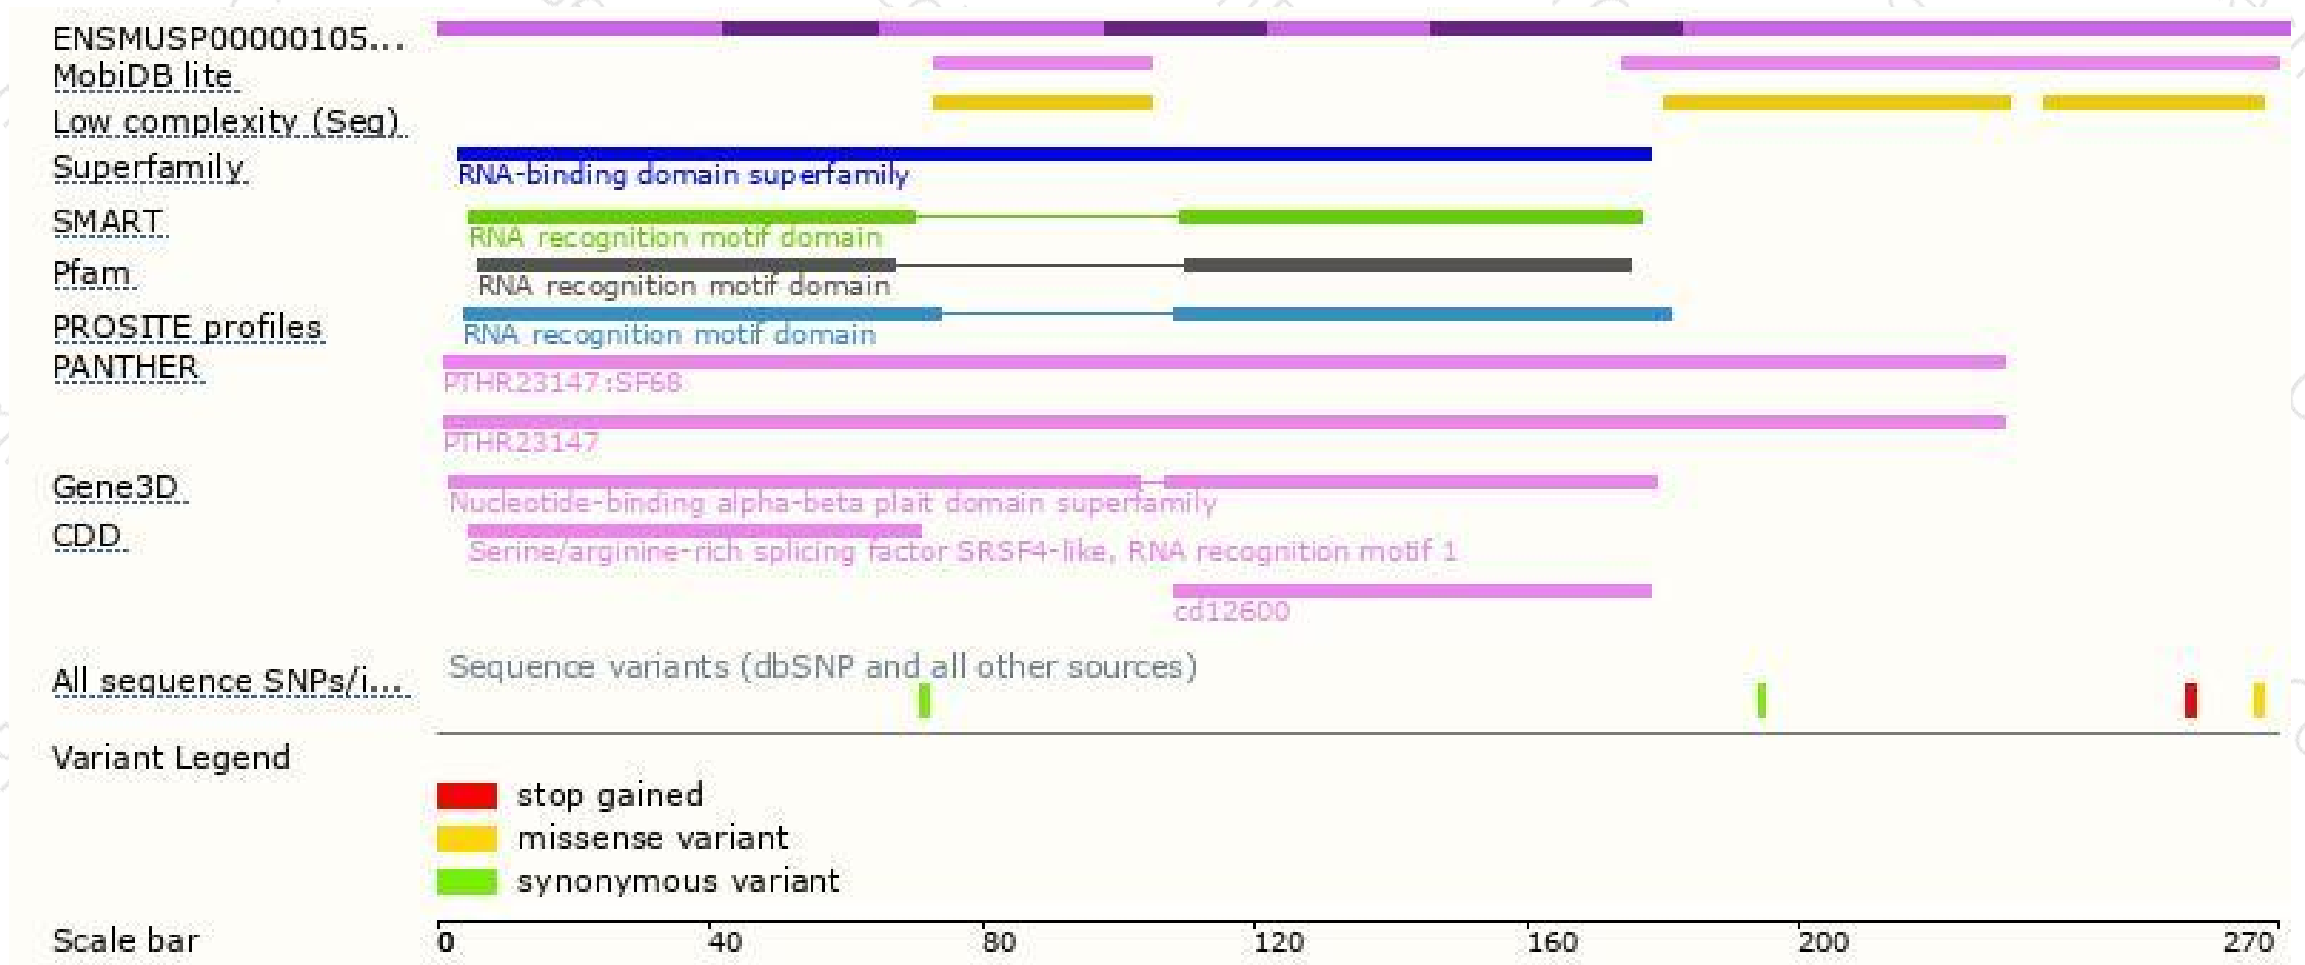 ENSMUSP00000105...
MobiDB lite
Low complexity (Seg)
Superfamily
RNA-binding domain superfamily
SMART
RNA recognition motif domain
Pfam
RNA recognition motif domain
PROSITE profiles
RNA recognition motif domain
PANTHER
PTHR23147:SF68
PTHR23147
Gene3D
Nucleotide-binding alpha-beta plait domain superfamily
CDD
Serine/arginine-rich splicing factor SRSF4-like, RNA recognition motif 1
cd12600
Sequence variants (dbSNP and all other sources)
All sequence SNPs/i...
Variant Legend
stop gained
missense variant
synonymous variant
Scale bar 0 40 80 120 160 200 270